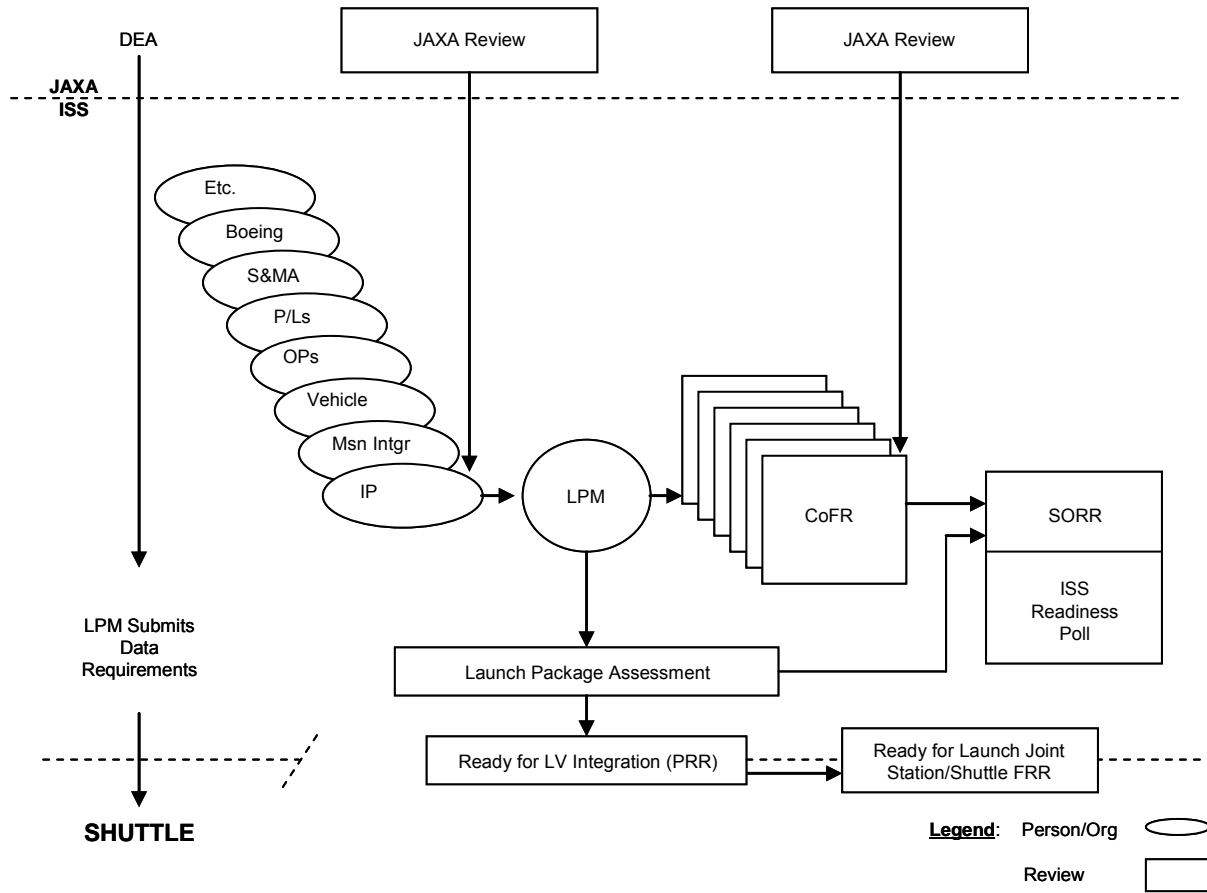 DEA
JAXA Review
JAXA Review
JAXA
ISS
Etc.
Boeing
S&MA
P/Ls
OPs
Vehicle
Msn Intgr
IP
LPM
CoFR
SORR
ISS
Readiness
Poll
LPM Submits
Data
Requirements
Launch Package Assessment
Ready for LV Integration (PRR)
Ready for Launch Joint
Station/Shuttle FRR
SHUTTLE
Legend: Person/Org
Review